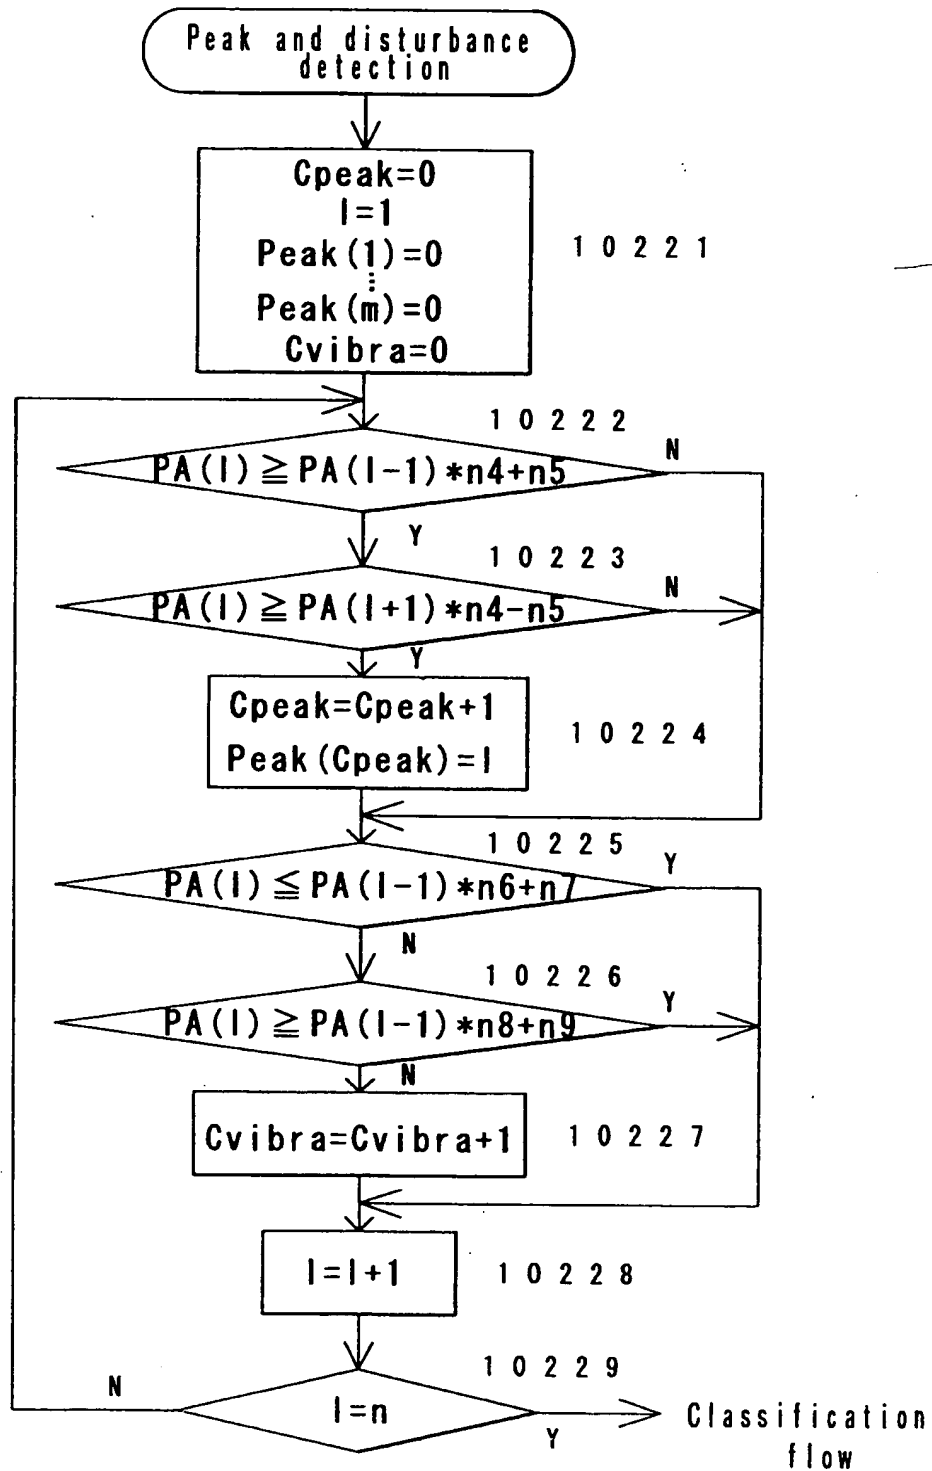 Peak and disturbance
detection
Cpeak=0
I=1
Peak(1)=0
⋮
Peak(m)=0
Cvibra=0
10221
10222
PA(I)≧PA(I-1)*n4+n5
N
Y
10223
PA(I)≧PA(I+1)*n4-n5
N
Y
Cpeak=Cpeak+1
Peak(Cpeak)=I
10224
10225
PA(I)≦PA(I-1)*n6+n7
Y
N
10226
PA(I)≧PA(I-1)*n8+n9
Y
N
Cvibra=Cvibra+1
10227
I=I+1
10228
10229
N
I=n
Y
Classification
flow